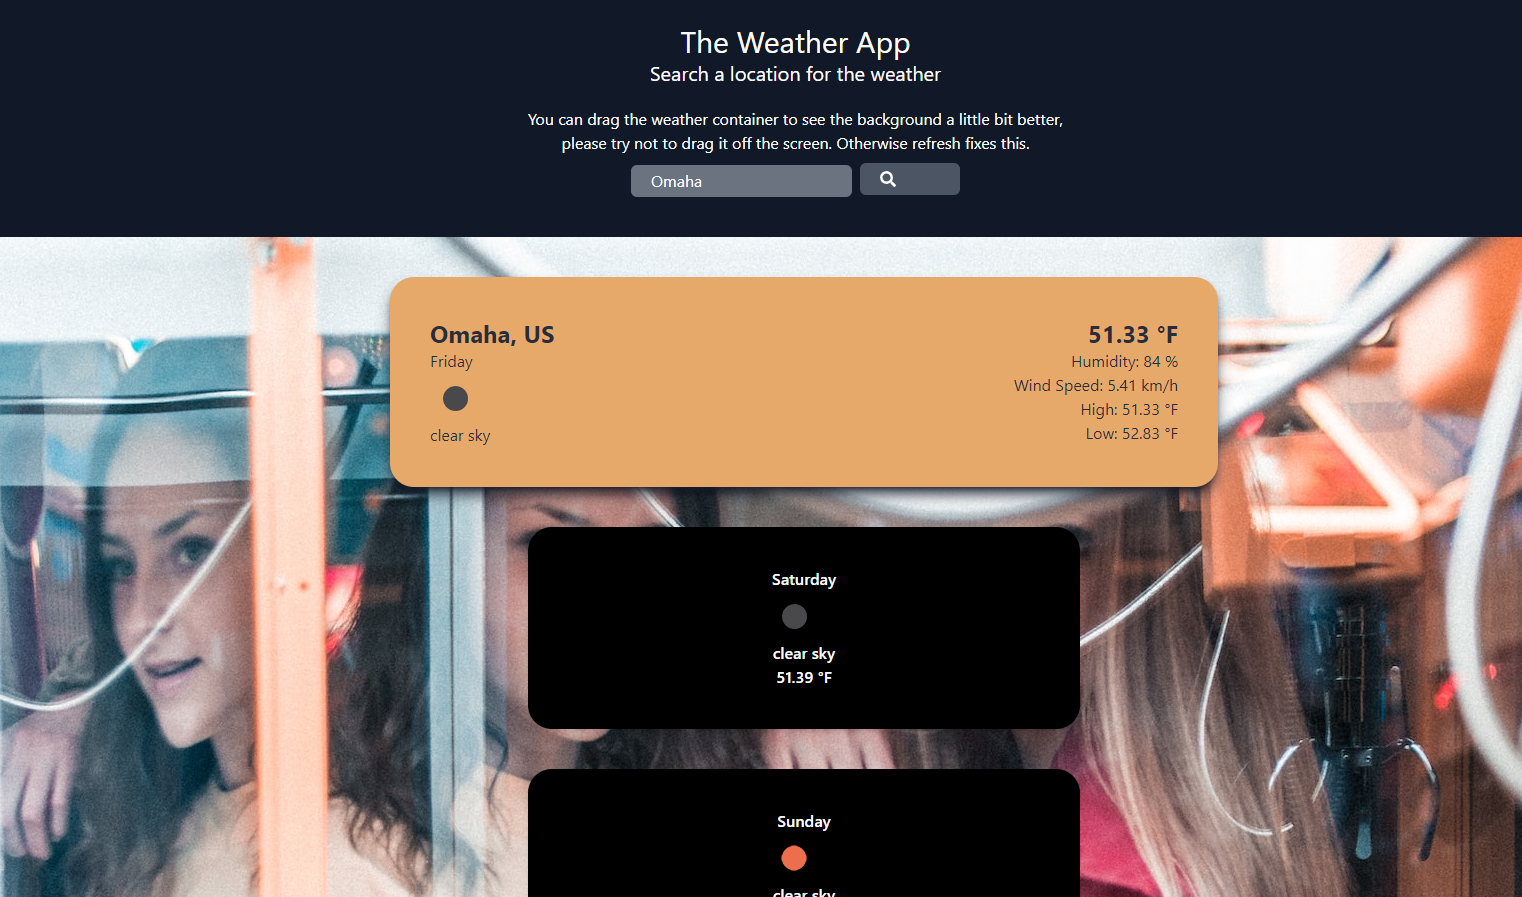 The Weather App
Search a location for the weather
You can drag the weather container to see the background a little bit better,
please try not to drag it off the screen. Otherwise refresh fixes this.
Omaha
Omaha, US
Friday
clear sky
51.33 °F
Humidity: 84 %
Wind Speed: 5.41 km/h
High: 51.33 °F
Low: 52.83 °F
Saturday
clear sky
51.39 °F
Sunday
clear sky